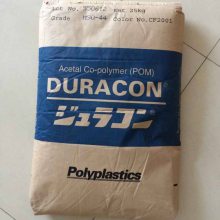 Lot No. 350612 Net 25kg
Grade M90-44 Color No. CF2001
Acetal Co-polymer (POM)
DURACON®
ジュラコン®
Polyplastics